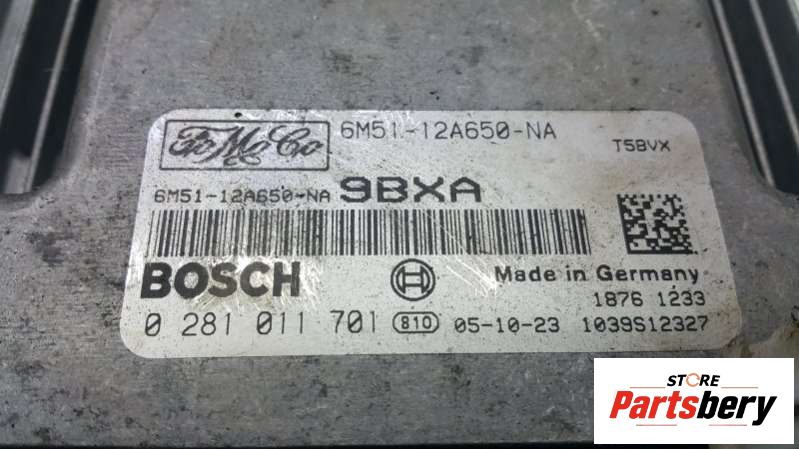 FoMoCo 6M51-12A650-NA
T5BVX
6M51-12A650-NA 9BXA
BOSCH Made in Germany
1876 1233
0 281 011 701 810 05-10-23 1039S12327
STORE
Partsbery